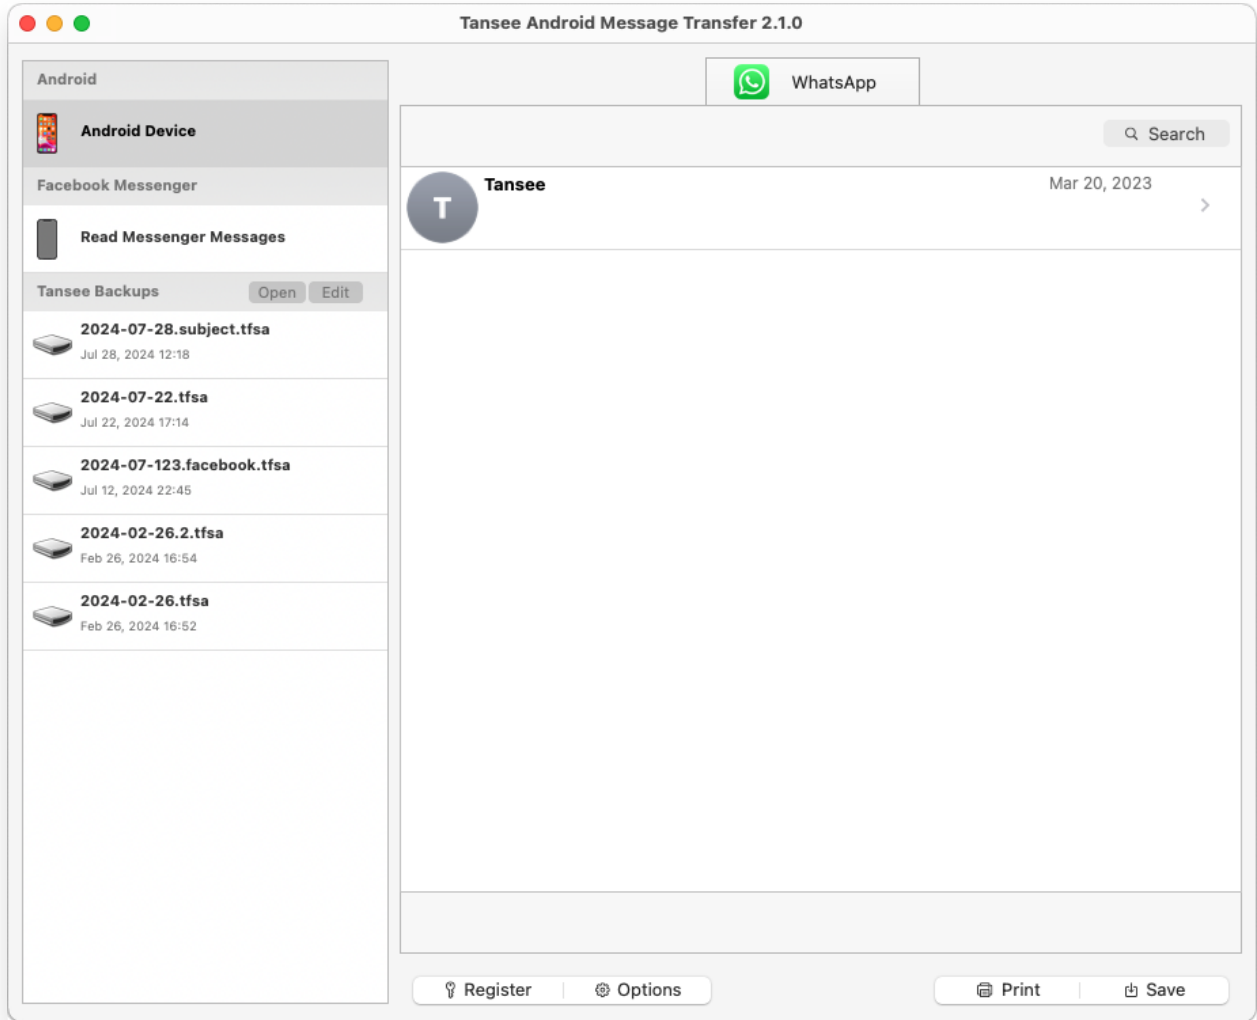 Tansee Android Message Transfer 2.1.0
Android
Android Device
Facebook Messenger
Read Messenger Messages
Tansee Backups
Open
Edit
2024-07-28.subject.tfsa
Jul 28, 2024 12:18
2024-07-22.tfsa
Jul 22, 2024 17:14
2024-07-123.facebook.tfsa
Jul 12, 2024 22:45
2024-02-26.2.tfsa
Feb 26, 2024 16:54
2024-02-26.tfsa
Feb 26, 2024 16:52
WhatsApp
Search
T
Tansee
Mar 20, 2023
Register
Options
Print
Save